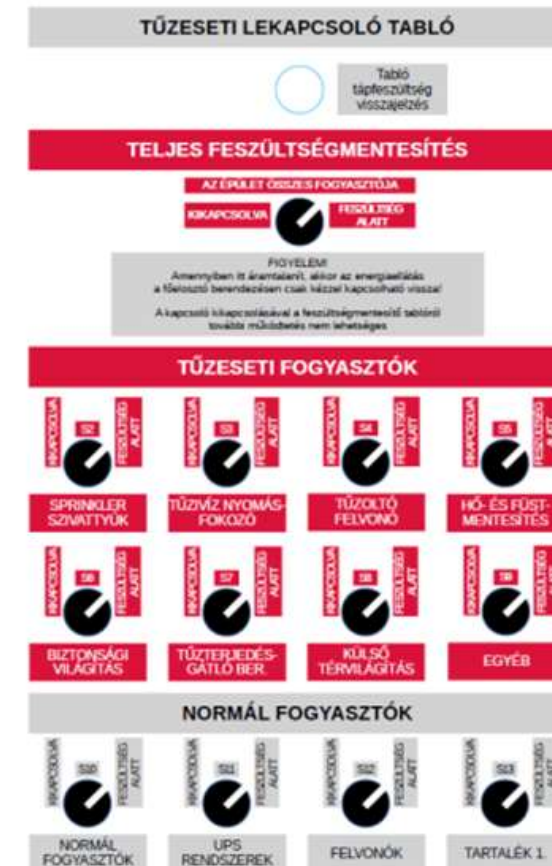 TŰZESETI LEKAPCSOLÓ TABLÓ
Tabló
tápfeszültség
visszajelzés
TELJES FESZÜLTSÉGMENTESÍTÉS
AZ ÉPÜLET ÖSSZES FOGYASZTÓJA
KIKAPCSOLVA
FESZÜLTSÉG
ALATT
FIGYELEM!
Amennyiben itt áramtalanít, akkor az energiaellátás
a főelosztó berendezésen csak kézzel kapcsolható vissza!
A kapcsoló kikapcsolásával a feszültségmentesítő tablóról
további működtetés nem lehetséges
TŰZESETI FOGYASZTÓK
KIKAPCSOLVA
S2
FESZÜLTSÉG
ALATT
KIKAPCSOLVA
S3
FESZÜLTSÉG
ALATT
KIKAPCSOLVA
S4
FESZÜLTSÉG
ALATT
KIKAPCSOLVA
S5
FESZÜLTSÉG
ALATT
SPRINKLER
SZIVATTYÚK
TŰZIVÍZ NYOMÁS-
FOKOZÓ
TŰZOLTÓ
FELVONÓ
HŐ- ÉS FÜST-
MENTESÍTÉS
KIKAPCSOLVA
S6
FESZÜLTSÉG
ALATT
KIKAPCSOLVA
S7
FESZÜLTSÉG
ALATT
KIKAPCSOLVA
S8
FESZÜLTSÉG
ALATT
KIKAPCSOLVA
S9
FESZÜLTSÉG
ALATT
BIZTONSÁGI
VILÁGÍTÁS
TŰZTERJEDÉS-
GÁTLÓ BER.
KÜLSŐ
TÉRVILÁGÍTÁS
EGYÉB
NORMÁL FOGYASZTÓK
KIKAPCSOLVA
FESZÜLTSÉG
ALATT
KIKAPCSOLVA
FESZÜLTSÉG
ALATT
KIKAPCSOLVA
FESZÜLTSÉG
ALATT
KIKAPCSOLVA
FESZÜLTSÉG
ALATT
NORMÁL
FOGYASZTÓK
UPS
RENDSZEREK
FELVONÓK
TARTALÉK 1.